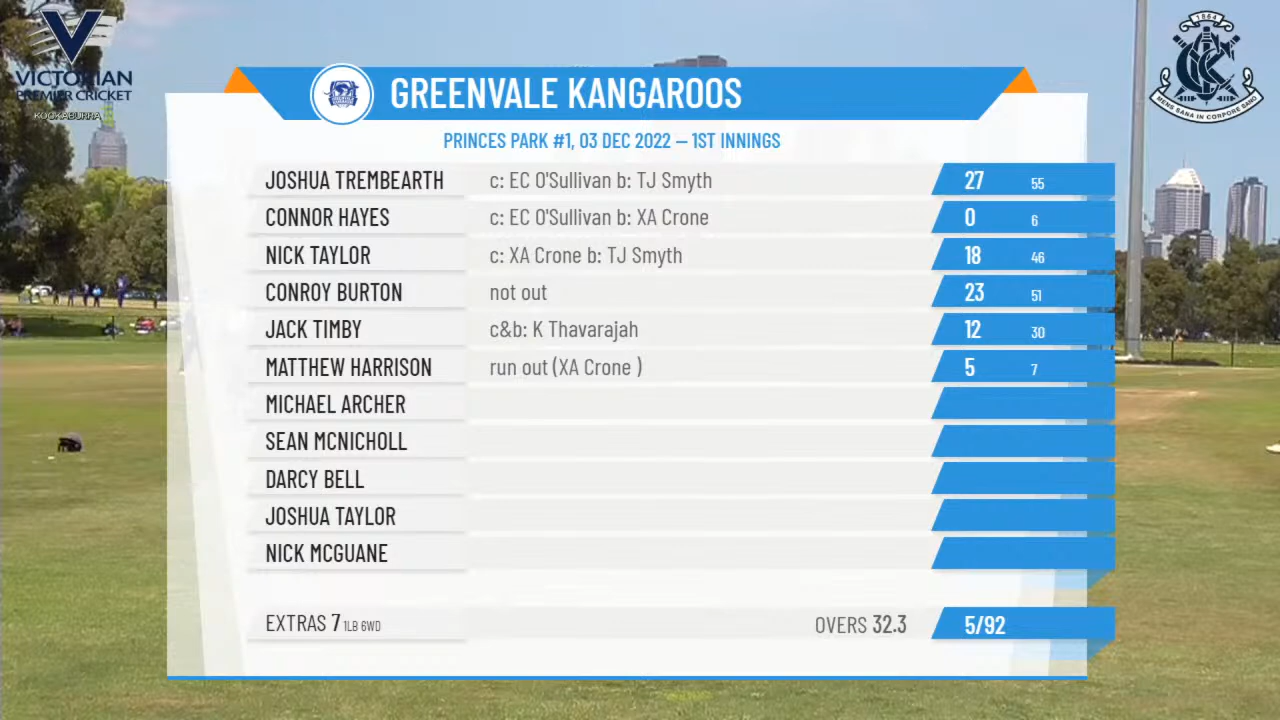 VICTORIAN
PREMIER CRICKET
KOOKABURRA
1864
MENS SANA IN CORPORE SANO
GREENVALE KANGAROOS
PRINCES PARK #1, 03 DEC 2022 – 1ST INNINGS
JOSHUA TREMBEARTH c: EC O'Sullivan b: TJ Smyth 27 55
CONNOR HAYES c: EC O'Sullivan b: XA Crone 0 6
NICK TAYLOR c: XA Crone b: TJ Smyth 18 46
CONROY BURTON not out 23 51
JACK TIMBY c&b: K Thavarajah 12 30
MATTHEW HARRISON run out (XA Crone ) 5 7
MICHAEL ARCHER
SEAN MCNICHOLL
DARCY BELL
JOSHUA TAYLOR
NICK MCGUANE
EXTRAS 7 1LB 6WD OVERS 32.3 5/92